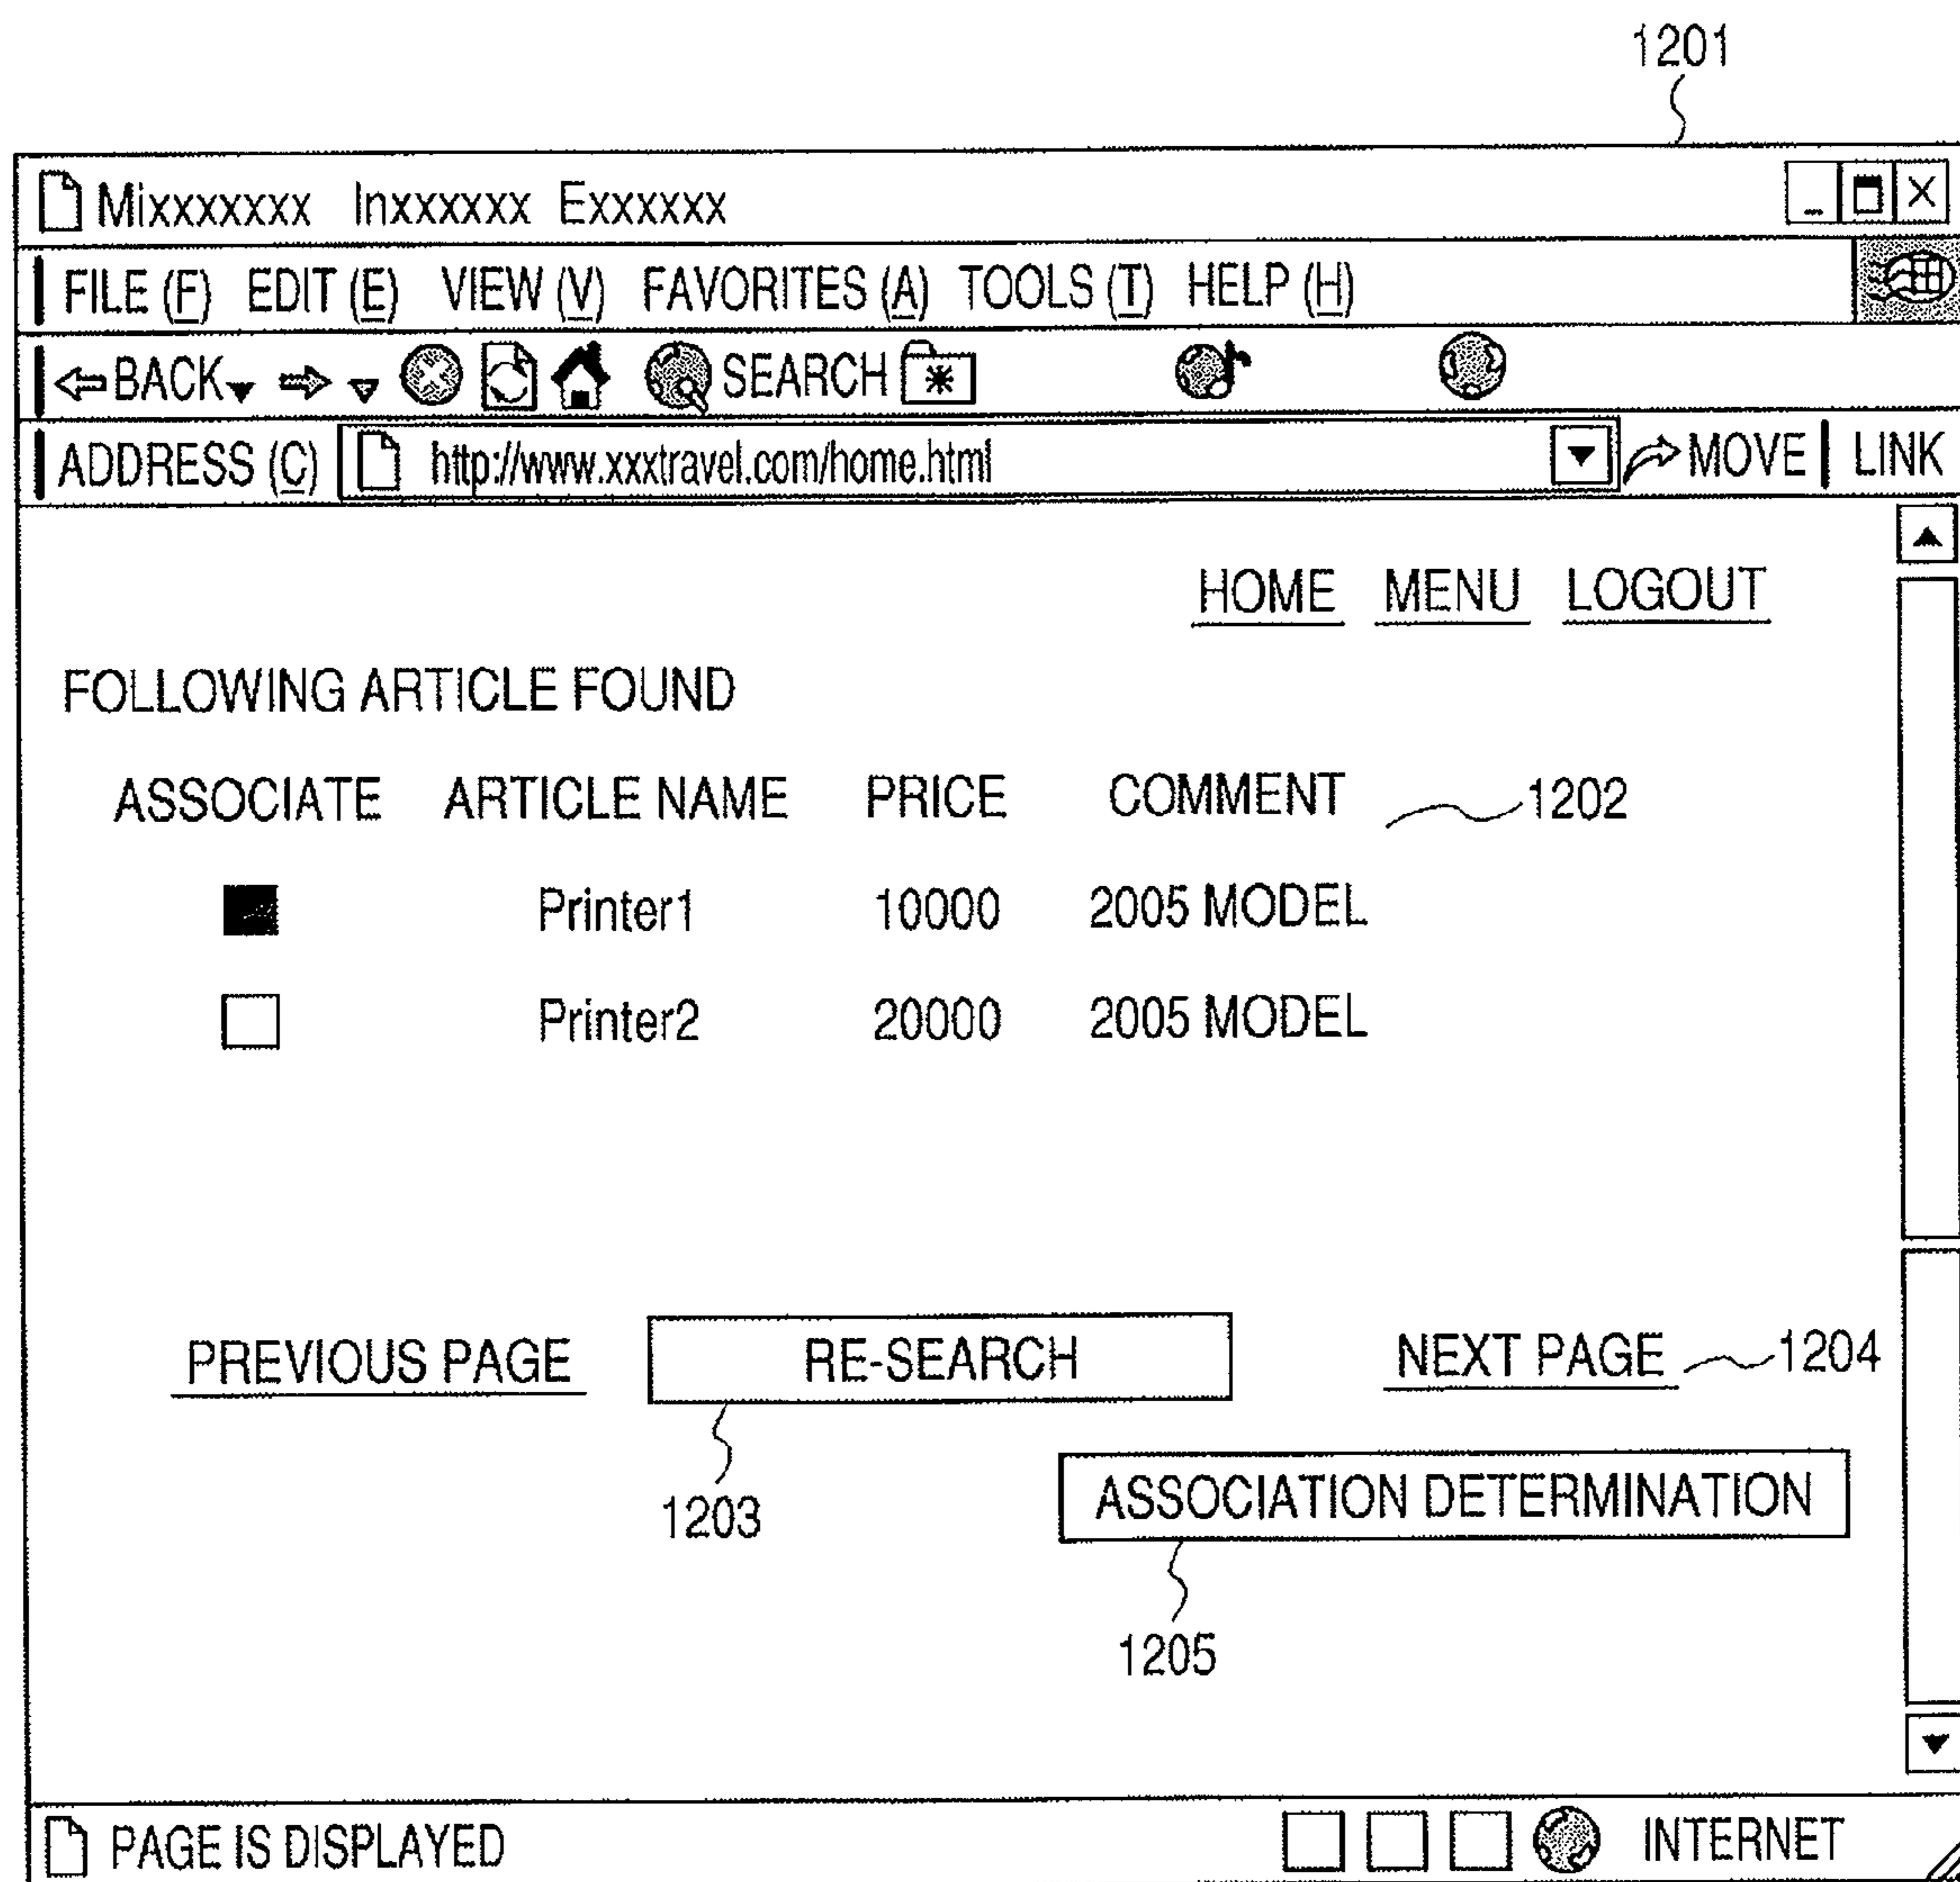 1201
Mixxxxxxx Inxxxxxx Exxxxxx
FILE (F) EDIT (E) VIEW (V) FAVORITES (A) TOOLS (T) HELP (H)
BACK SEARCH
ADDRESS (C) http://www.xxxtravel.com/home.html MOVE LINK
HOME MENU LOGOUT
FOLLOWING ARTICLE FOUND
ASSOCIATE ARTICLE NAME PRICE COMMENT 1202
Printer1 10000 2005 MODEL
Printer2 20000 2005 MODEL
PREVIOUS PAGE RE-SEARCH NEXT PAGE 1204
1203 ASSOCIATION DETERMINATION
1205
PAGE IS DISPLAYED INTERNET